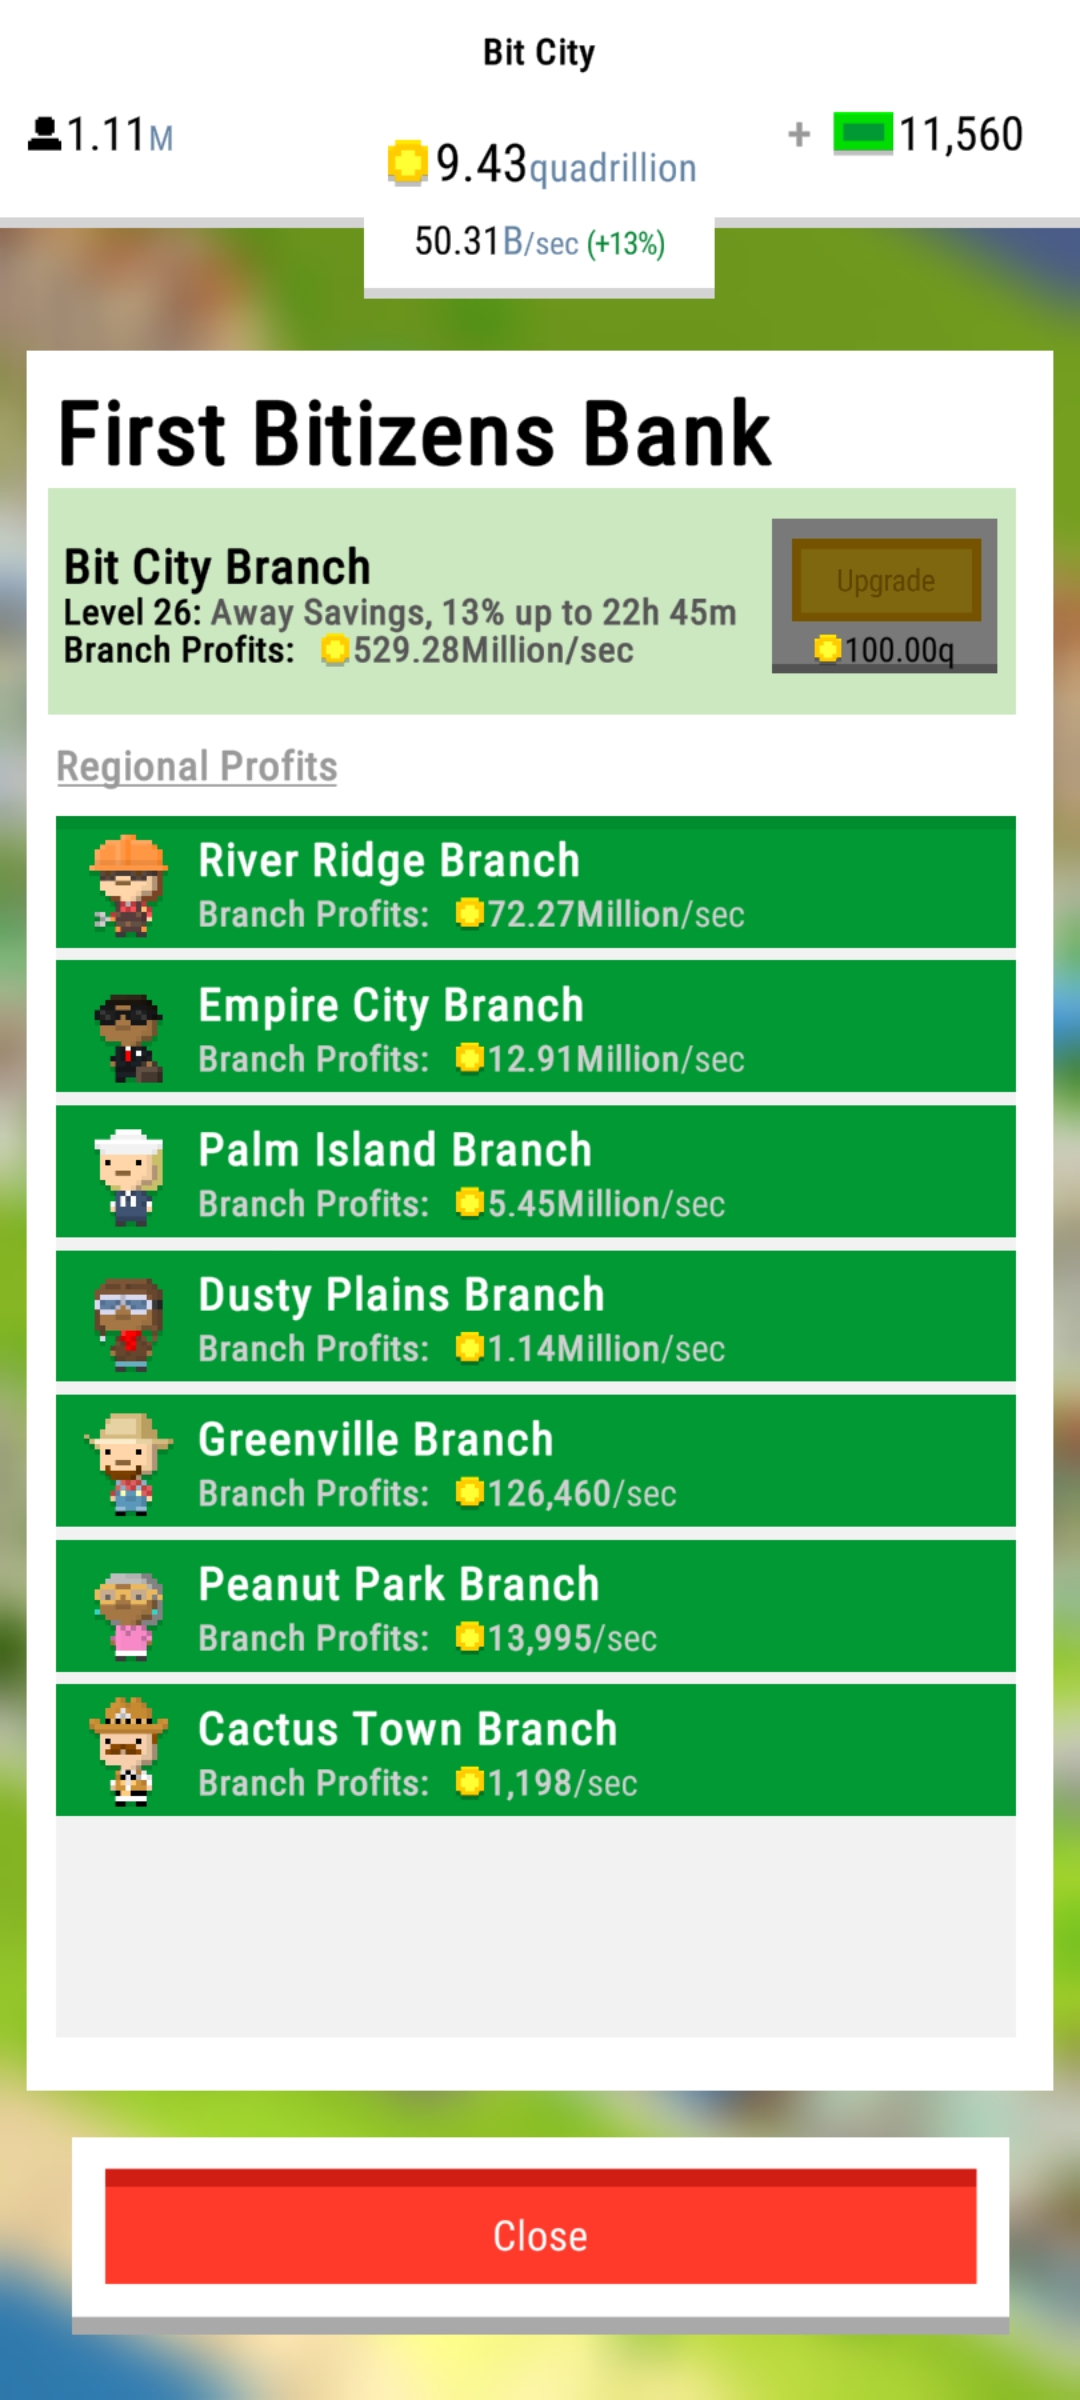 Bit City
1.11M
9.43quadrillion
+ 11,560
50.31B/sec (+13%)
First Bitizens Bank
Bit City Branch
Level 26: Away Savings, 13% up to 22h 45m
Branch Profits: 529.28Million/sec
Upgrade
100.00q
Regional Profits
River Ridge Branch
Branch Profits: 72.27Million/sec
Empire City Branch
Branch Profits: 12.91Million/sec
Palm Island Branch
Branch Profits: 5.45Million/sec
Dusty Plains Branch
Branch Profits: 1.14Million/sec
Greenville Branch
Branch Profits: 126,460/sec
Peanut Park Branch
Branch Profits: 13,995/sec
Cactus Town Branch
Branch Profits: 1,198/sec
Close